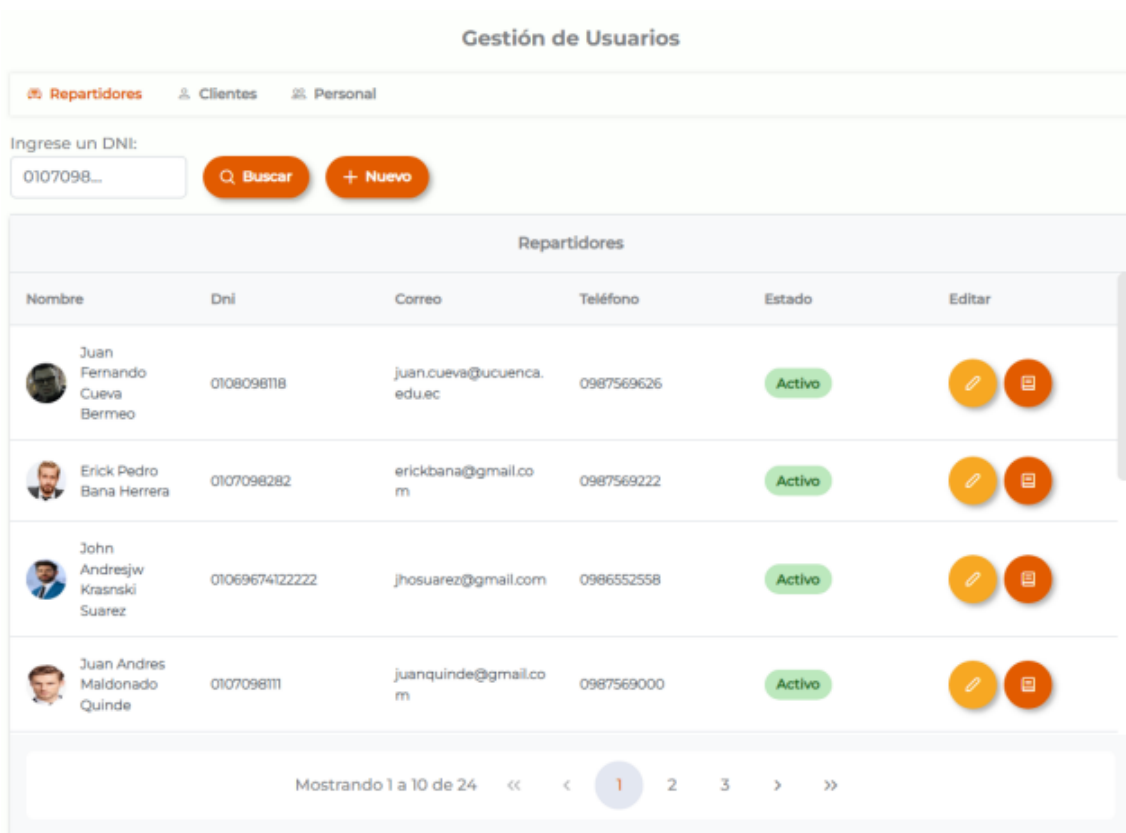 Gestión de Usuarios
Repartidores Clientes Personal
Ingrese un DNI:
0107098... Buscar + Nuevo
Repartidores
Nombre Dni Correo Teléfono Estado Editar
Juan
Fernando
Cueva
Bermeo
0108098118
juan.cueva@ucuenca.
edu.ec
0987569626
Activo
Erick Pedro
Bana Herrera
0107098282
erickbana@gmail.co
m
0987569222
Activo
John
Andresjw
Krasnski
Suarez
01069674122222
jhosuarez@gmail.com
0986552558
Activo
Juan Andres
Maldonado
Quinde
0107098111
juanquinde@gmail.co
m
0987569000
Activo
Mostrando 1 a 10 de 24 « ‹ 1 2 3 › »